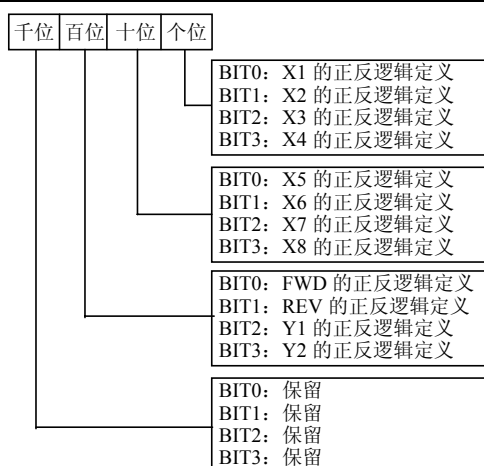 千位 百位 十位 个位
BIT0：X1 的正反逻辑定义
BIT1：X2 的正反逻辑定义
BIT2：X3 的正反逻辑定义
BIT3：X4 的正反逻辑定义
BIT0：X5 的正反逻辑定义
BIT1：X6 的正反逻辑定义
BIT2：X7 的正反逻辑定义
BIT3：X8 的正反逻辑定义
BIT0：FWD 的正反逻辑定义
BIT1：REV 的正反逻辑定义
BIT2：Y1 的正反逻辑定义
BIT3：Y2 的正反逻辑定义
BIT0：保留
BIT1：保留
BIT2：保留
BIT3：保留